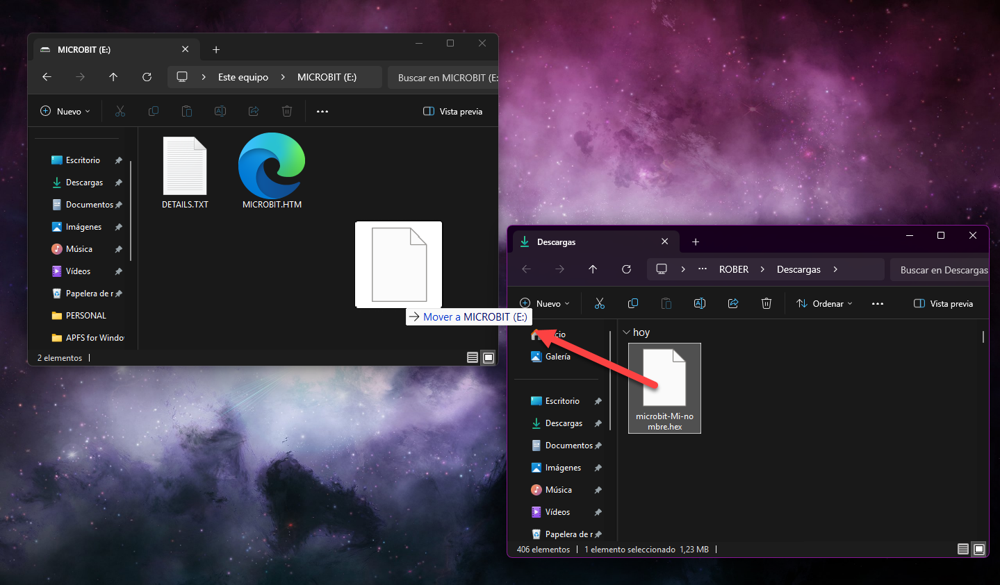 MICROBIT (E:)
Este equipo
MICROBIT (E:)
Buscar en MICROBIT (E:
Nuevo
Vista previa
Escritorio
Descargas
Documentos
Imágenes
Música
Vídeos
Papelera de r
PERSONAL
APFS for Windo
DETAILS.TXT
MICROBIT.HTM
Mover a MICROBIT (E:)
2 elementos
Descargas
ROBER
Descargas
Buscar en Descargas
Nuevo
Ordenar
Vista previa
Galería
Escritorio
Descargas
Documentos
Imágenes
Música
Vídeos
Papelera de r
hoy
microbit-Mi-no
mbre.hex
406 elementos
1 elemento seleccionado 1,23 MB